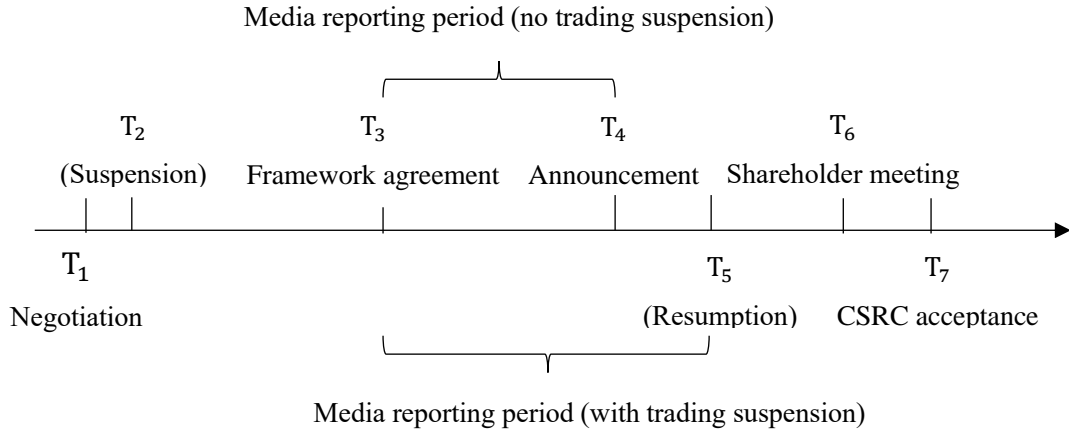 Media reporting period (no trading suspension)
T₂ T₃ T₄ T₆
(Suspension) Framework agreement Announcement Shareholder meeting
T₁ T₅ T₇
Negotiation (Resumption) CSRC acceptance
Media reporting period (with trading suspension)